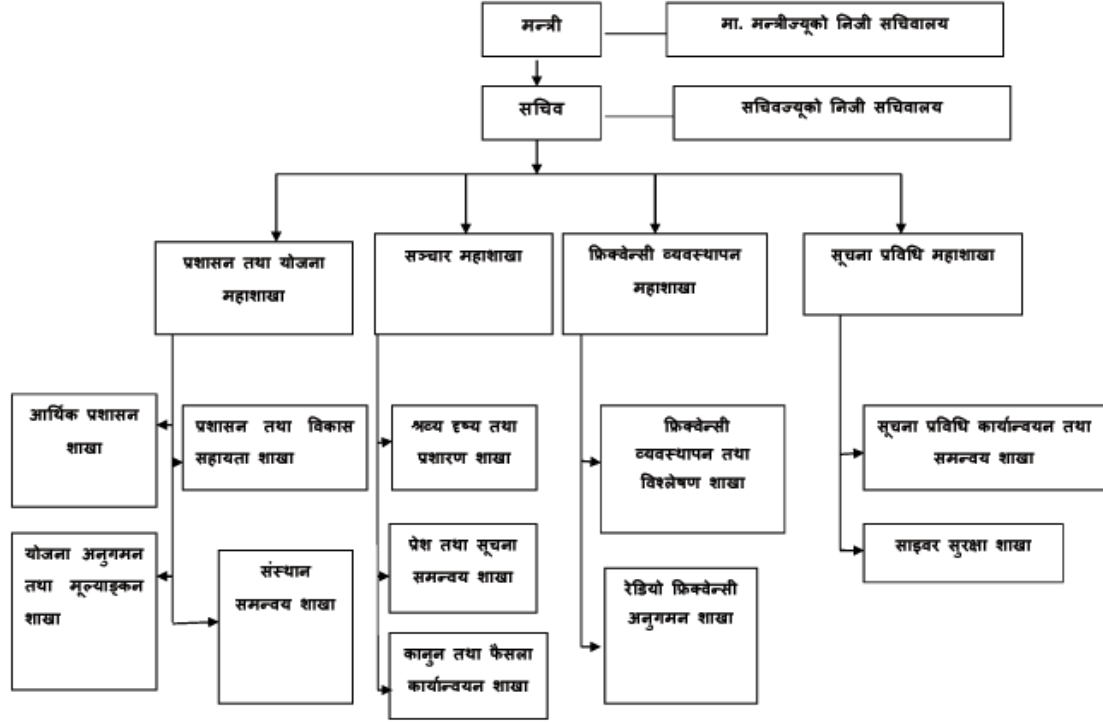 मन्त्री
मा. मन्त्रीज्यूको निजी सचिवालय
सचिव
सचिवज्यूको निजी सचिवालय
प्रशासन तथा योजना
महाशाखा
सञ्चार महाशाखा
फ्रिक्वेन्सी व्यवस्थापन
महाशाखा
सूचना प्रविधि महाशाखा
आर्थिक प्रशासन
शाखा
प्रशासन तथा विकास
सहायता शाखा
श्रव्य दृष्य तथा
प्रशारण शाखा
फ्रिक्वेन्सी
व्यवस्थापन तथा
विश्लेषण शाखा
सूचना प्रविधि कार्यान्वयन तथा
समन्वय शाखा
योजना अनुगमन
तथा मूल्याङ्कन
शाखा
संस्थान
समन्वय शाखा
प्रेश तथा सूचना
समन्वय शाखा
रेडियो फ्रिक्वेन्सी
अनुगमन शाखा
साइवर सुरक्षा शाखा
कानुन तथा फैसला
कार्यान्वयन शाखा